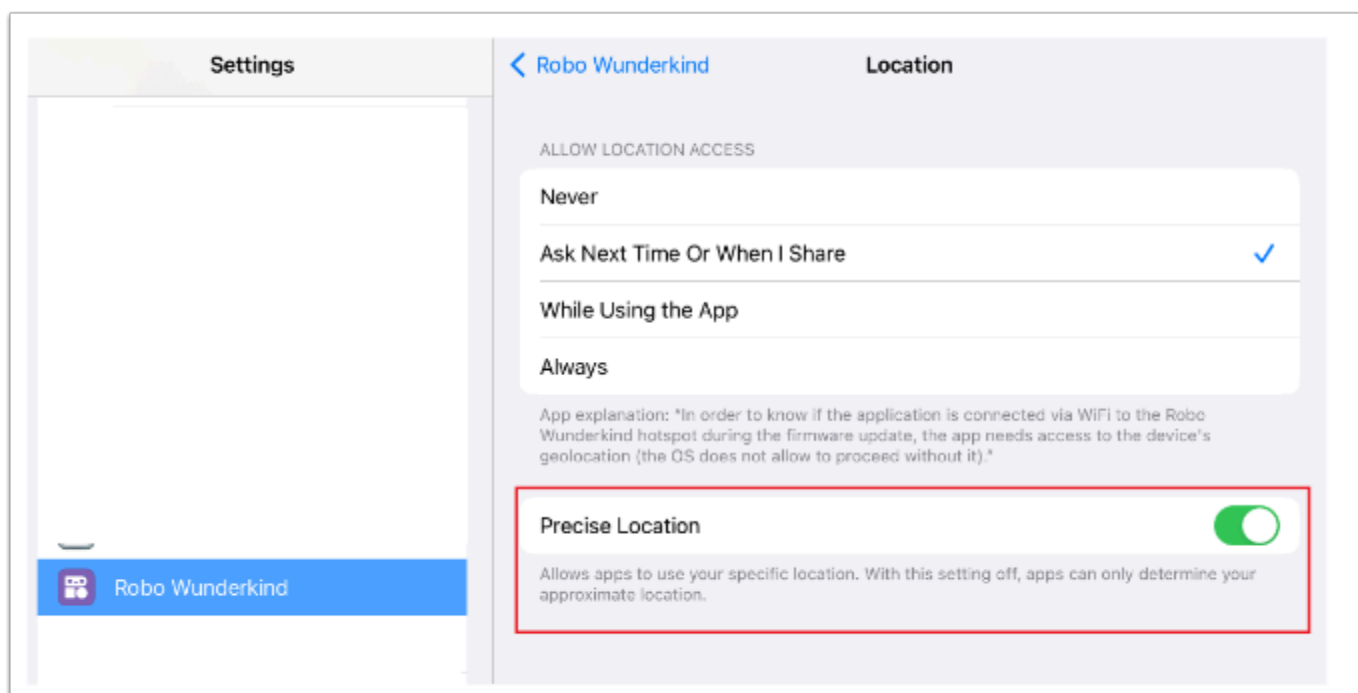 Settings
Robo Wunderkind
Location
ALLOW LOCATION ACCESS
Never
Ask Next Time Or When I Share
While Using the App
Always
App explanation: "In order to know if the application is connected via WiFi to the Robo
Wunderkind hotspot during the firmware update, the app needs access to the device's
geolocation (the OS does not allow to proceed without it)."
Precise Location
Allows apps to use your specific location. With this setting off, apps can only determine your
approximate location.
Robo Wunderkind